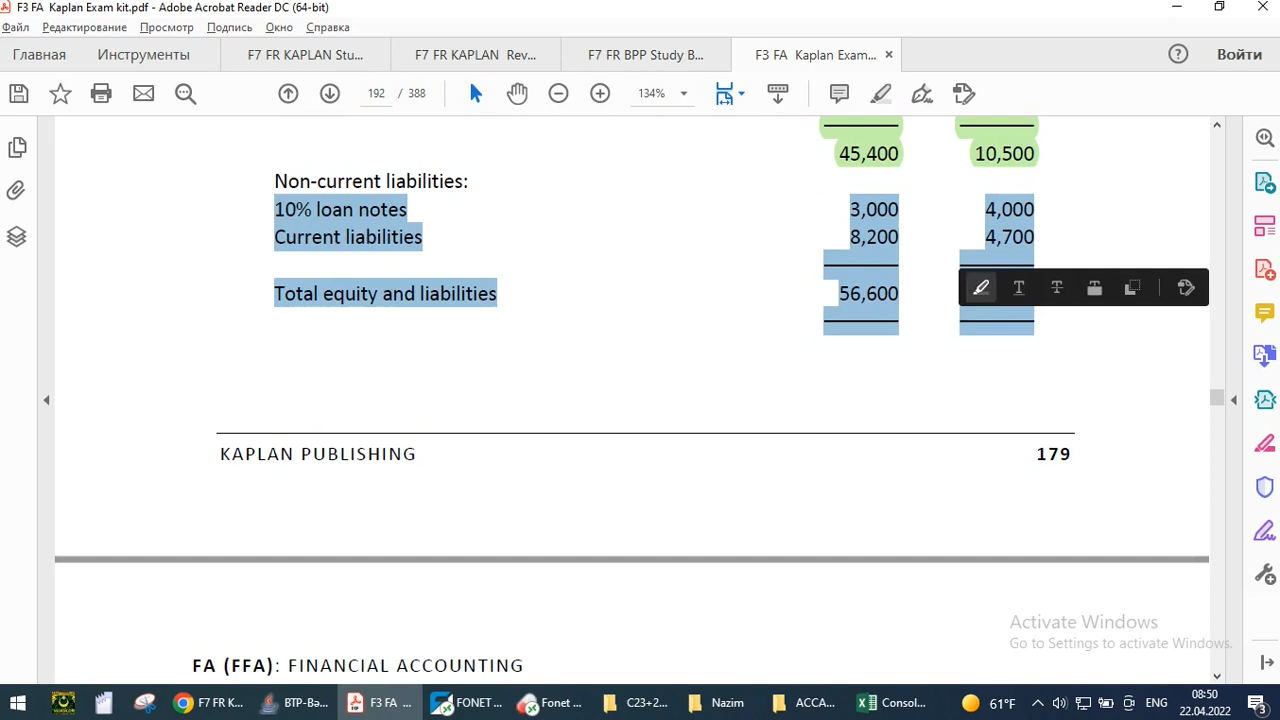 F3 FA Kaplan Exam kit.pdf - Adobe Acrobat Reader DC (64-bit)
Файл Редактирование Просмотр Подпись Окно Справка
Главная Инструменты F7 FR KAPLAN Stu... F7 FR KAPLAN Rev... F7 FR BPP Study B... F3 FA Kaplan Exam... × Войти
192 / 388 134%
45,400 10,500
Non-current liabilities:
10% loan notes 3,000 4,000
Current liabilities 8,200 4,700
Total equity and liabilities 56,600
KAPLAN PUBLISHING 179
Activate Windows
Go to Settings to activate Windows.
FA (FFA): FINANCIAL ACCOUNTING
F7 FR K... BTP-Bə... F3 FA ... FONET ... Fonet ... C23+2... Nazim ACCA... Consol... 61°F ENG 08:50
22.04.2022 3